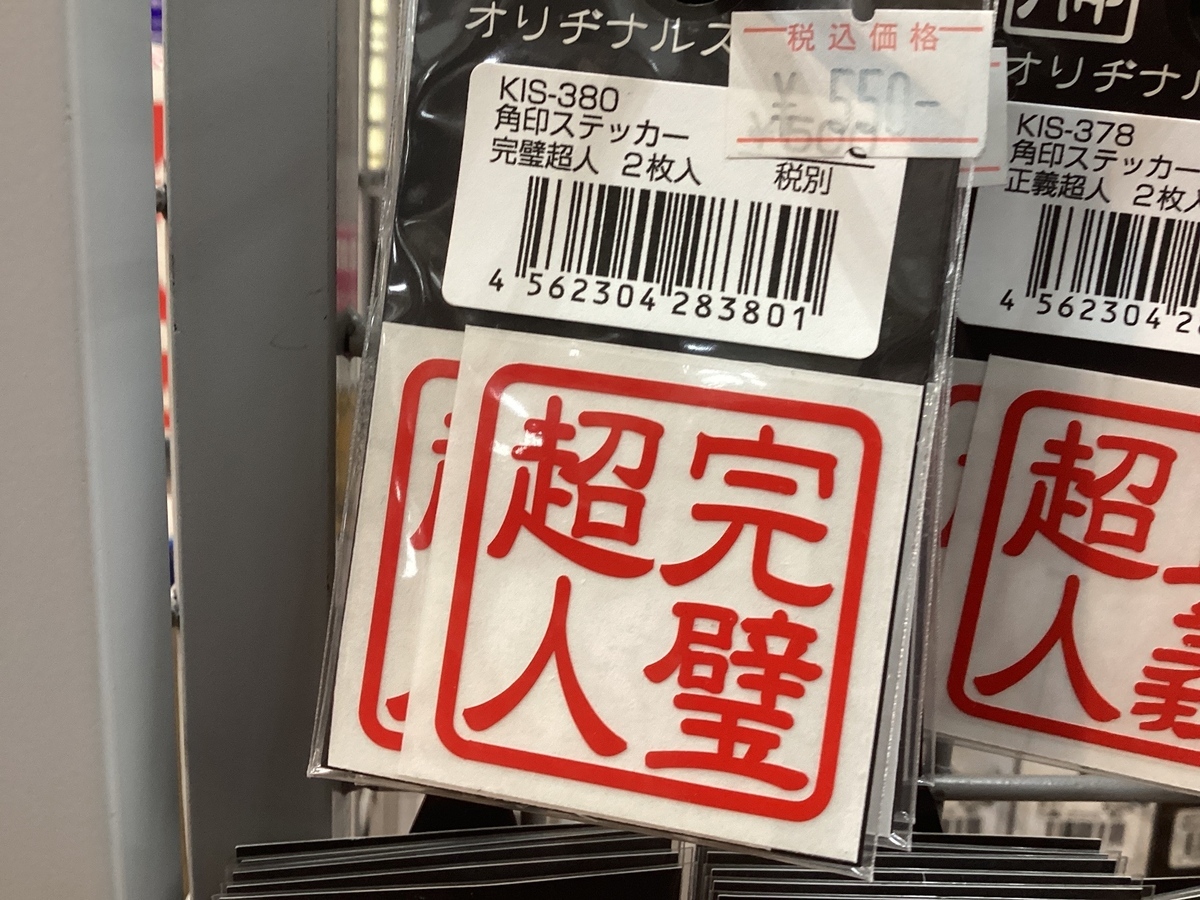 オリヂナルス
税込価格
¥550-
KIS-380
角印ステッカー
完璧超人 2枚入
税別
4 562304 283801
完璧
超人
オリヂナル
KIS-378
角印ステッカー
正義超人 2枚入
4 562304 2
超
人